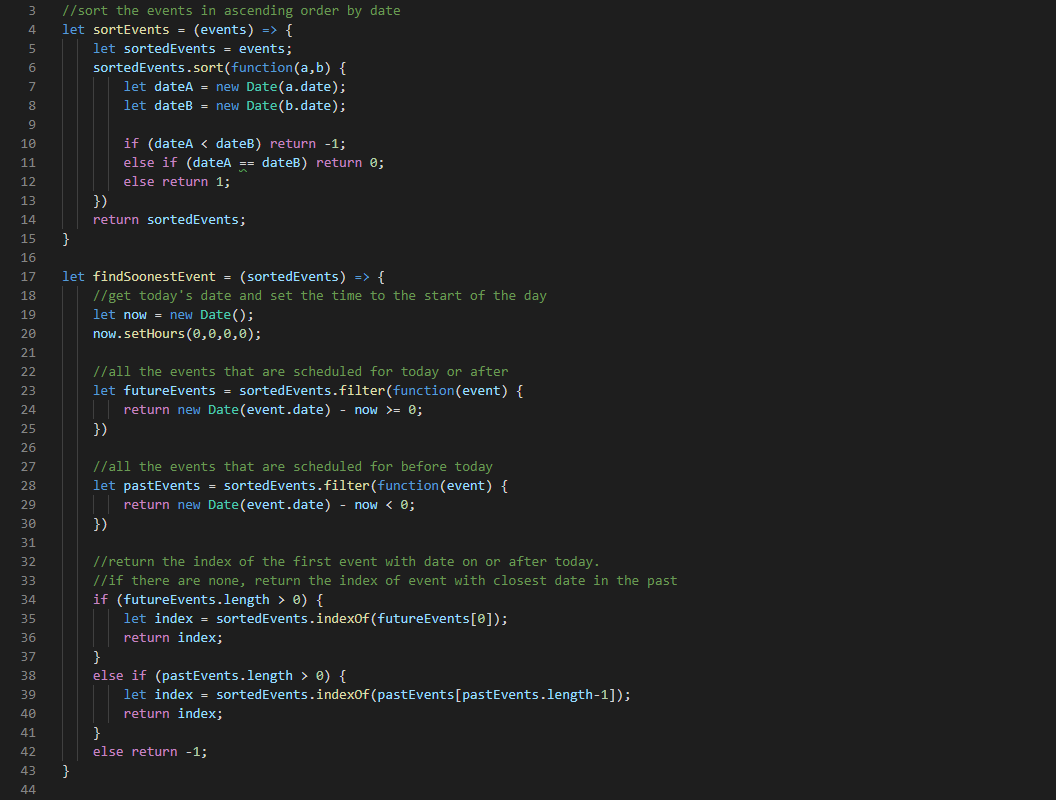 3 //sort the events in ascending order by date
4 let sortEvents = (events) => {
5     let sortedEvents = events;
6     sortedEvents.sort(function(a,b) {
7         let dateA = new Date(a.date);
8         let dateB = new Date(b.date);
9
10         if (dateA < dateB) return -1;
11         else if (dateA == dateB) return 0;
12         else return 1;
13     })
14     return sortedEvents;
15 }
16
17 let findSoonestEvent = (sortedEvents) => {
18     //get today's date and set the time to the start of the day
19     let now = new Date();
20     now.setHours(0,0,0,0);
21
22     //all the events that are scheduled for today or after
23     let futureEvents = sortedEvents.filter(function(event) {
24         return new Date(event.date) - now >= 0;
25     })
26
27     //all the events that are scheduled for before today
28     let pastEvents = sortedEvents.filter(function(event) {
29         return new Date(event.date) - now < 0;
30     })
31
32     //return the index of the first event with date on or after today.
33     //if there are none, return the index of event with closest date in the past
34     if (futureEvents.length > 0) {
35         let index = sortedEvents.indexOf(futureEvents[0]);
36         return index;
37     }
38     else if (pastEvents.length > 0) {
39         let index = sortedEvents.indexOf(pastEvents[pastEvents.length-1]);
40         return index;
41     }
42     else return -1;
43 }
44